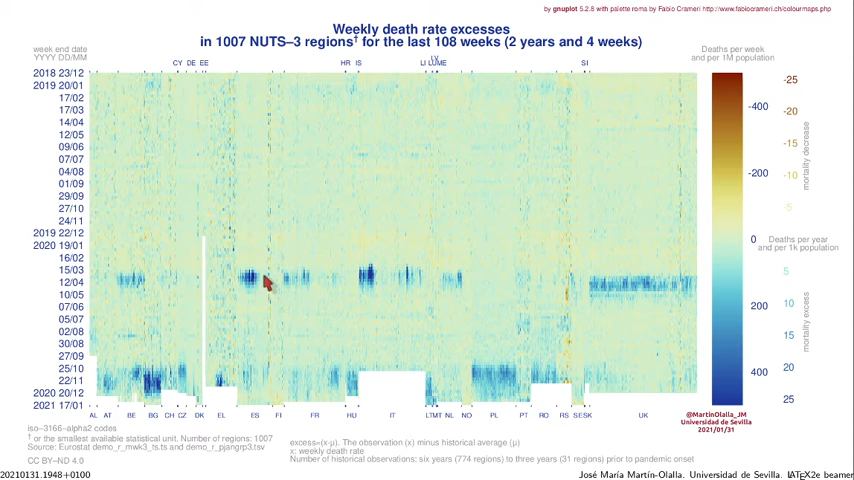 by gnuplot 5.2.8 with palette roma by Fabio Crameri http://www.fabiocrameri.ch/colourmaps.php
Weekly death rate excesses
in 1007 NUTS–3 regions† for the last 108 weeks (2 years and 4 weeks)
week end date
YYYY DD/MM
CY DE EE HR IS LI ME SI
Deaths per week
and per 1M population
2018 23/12
2019 20/01
17/02
17/03
14/04
12/05
09/06
07/07
04/08
01/09
29/09
27/10
24/11
2019 22/12
2020 19/01
16/02
15/03
12/04
10/05
07/06
05/07
02/08
30/08
27/09
25/10
22/11
2020 20/12
2021 17/01
-400
-200
0
200
400
-25
-20
-15
-10
-5
Deaths per year
and per 1k population
5
10
15
20
25
mortality decrease
mortality excess
AL AT BE BG CH CZ DK EL ES FI FR HU IT LT MT NL NO PL PT RO RS SE SK UK
@MartinOlalla_JM
Universidad de Sevilla
2021/01/31
iso–3166–alpha2 codes
† or the smallest available statistical unit. Number of regions: 1007
Source: Eurostat demo_r_mwk3_ts.ts and demo_r_pjangrp3.tsv
CC BY–ND 4.0
excess=(x-μ). The observation (x) minus historical average (μ)
x: weekly death rate
Number of historical observations: six years (774 regions) to three years (31 regions) prior to pandemic onset
20210131.1948+0100
José María Martín-Olalla. Universidad de Sevilla. LATEX2e beamer